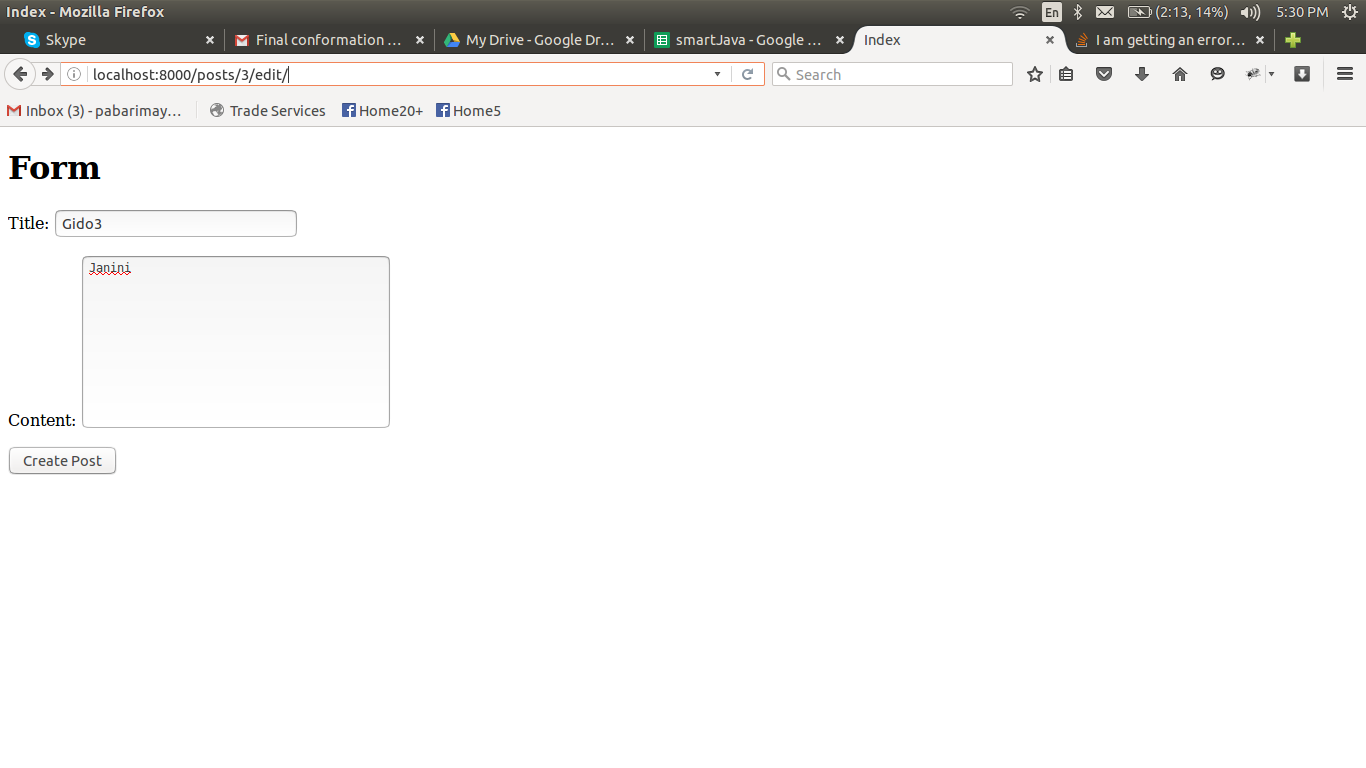 Index - Mozilla Firefox
En (2:13, 14%) 5:30 PM
Skype Final conformation ... My Drive - Google Dr... smartJava - Google ... Index I am getting an error...
localhost:8000/posts/3/edit/ Search
Inbox (3) - pabarimay... Trade Services Home20+ Home5
Form
Title: Gido3
Janini
Content:
Create Post